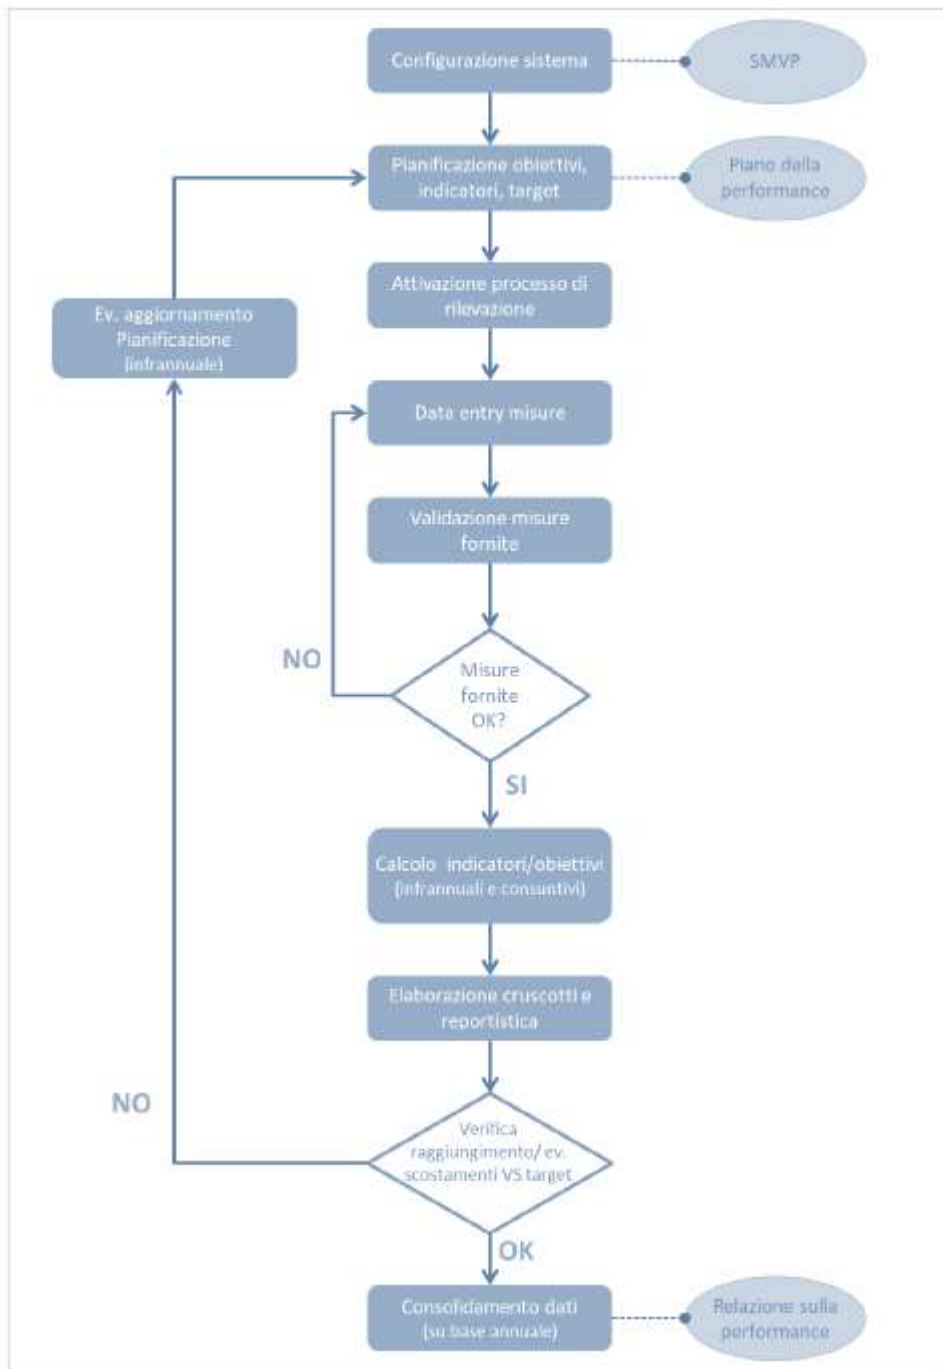 Configurazione sistema
SMVP
Pianificazione obiettivi,
indicatori, target
Piano della
performance
Attivazione processo di
rilevazione
Ev. aggiornamento
Pianificazione
(infrannuale)
Data entry misure
Validazione misure
fornite
NO
Misure
fornite
OK?
SI
Calcolo indicatori/obiettivi
(infrannuali e consuntivi)
Elaborazione cruscotti e
reportistica
NO
Verifica
raggiungimento/ ev.
scostamenti VS target
OK
Consolidamento dati
(su base annuale)
Relazione sulla
performance